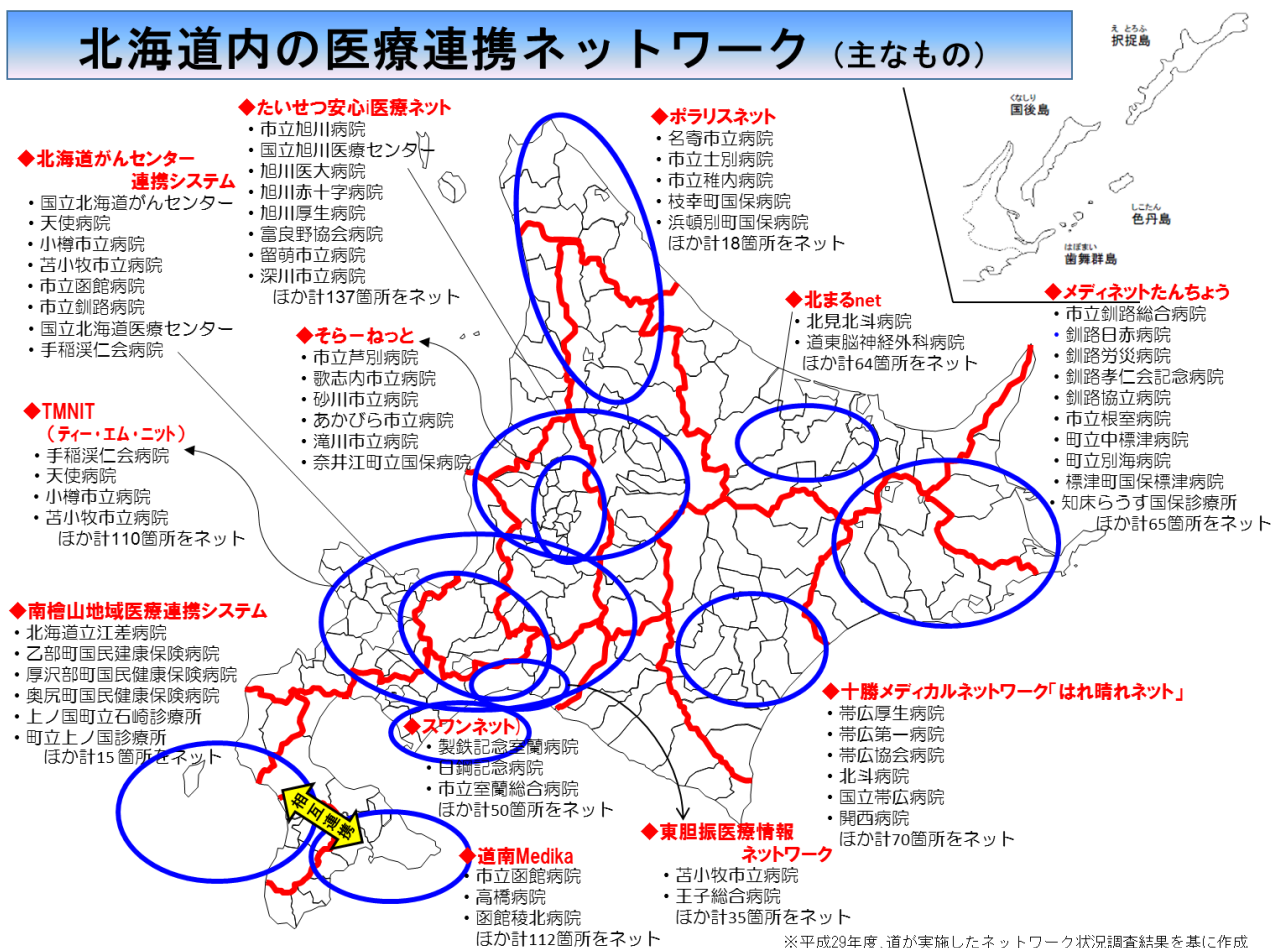 北海道内の医療連携ネットワーク（主なもの）
えとろふ
択捉島
くなしり
国後島
しこたん
色丹島
はぼまい
歯舞群島
◆北海道がんセンター
連携システム
・国立北海道がんセンター
・天使病院
・小樽市立病院
・苫小牧市立病院
・市立函館病院
・市立釧路病院
・国立北海道医療センター
・手稲渓仁会病院
◆たいせつ安心i医療ネット
・市立旭川病院
・国立旭川医療センター
・旭川医大病院
・旭川赤十字病院
・旭川厚生病院
・富良野協会病院
・留萌市立病院
・深川市立病院
ほか計137箇所をネット
◆ポラリスネット
・名寄市立病院
・市立士別病院
・市立稚内病院
・枝幸町国保病院
・浜頓別町国保病院
ほか計18箇所をネット
◆北まるnet
・北見北斗病院
・道東脳神経外科病院
ほか計64箇所をネット
◆メディネットたんちょう
・市立釧路総合病院
・釧路日赤病院
・釧路労災病院
・釧路孝仁会記念病院
・釧路協立病院
・市立根室病院
・町立中標津病院
・町立別海病院
・標津町国保標津病院
・知床らうす国保診療所
ほか計65箇所をネット
◆そらーねっと
・市立芦別病院
・歌志内市立病院
・砂川市立病院
・あかびら市立病院
・滝川市立病院
・奈井江町立国保病院
◆TMNIT
（ティー・エム・ニット）
・手稲渓仁会病院
・天使病院
・小樽市立病院
・苫小牧市立病院
ほか計110箇所をネット
◆南檜山地域医療連携システム
・北海道立江差病院
・乙部町国民建康保険病院
・厚沢部町国民健康保険病院
・奥尻町国民健康保険病院
・上ノ国町立石崎診療所
・町立上ノ国診療所
ほか計15箇所をネット
相互連携
◆スワンネット）
・製鉄記念室蘭病院
・日鋼記念病院
・市立室蘭総合病院
ほか計50箇所をネット
◆道南Medika
・市立函館病院
・高橋病院
・函館稜北病院
ほか計112箇所をネット
◆東胆振医療情報
ネットワーク
・苫小牧市立病院
・王子総合病院
ほか計35箇所をネット
◆十勝メディカルネットワーク「はれ晴れネット」
・帯広厚生病院
・帯広第一病院
・帯広協会病院
・北斗病院
・国立帯広病院
・開西病院
ほか計70箇所をネット
※平成29年度、道が実施したネットワーク状況調査結果を基に作成